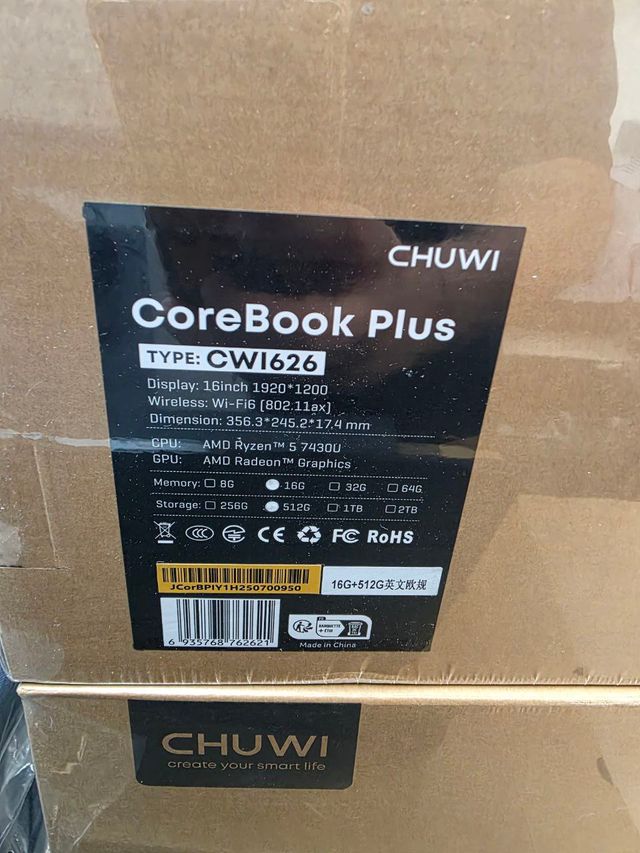 CHUWI
CoreBook Plus
TYPE: CWI626
Display: 16inch 1920*1200
Wireless: Wi-Fi6 (802.11ax)
Dimension: 356.3*245.2*17.4 mm
CPU: AMD Ryzen™ 5 7430U
GPU: AMD Radeon™ Graphics
Memory: 8G 16G 32G 64G
Storage: 256G 512G 1TB 2TB
CE FC RoHS
JCorBPIY1H250700950
16G+512G英文欧规
6 935768 762621
FR
BARQUETTE
+ ÉTUI
Made in China
CHUWI
create your smart life